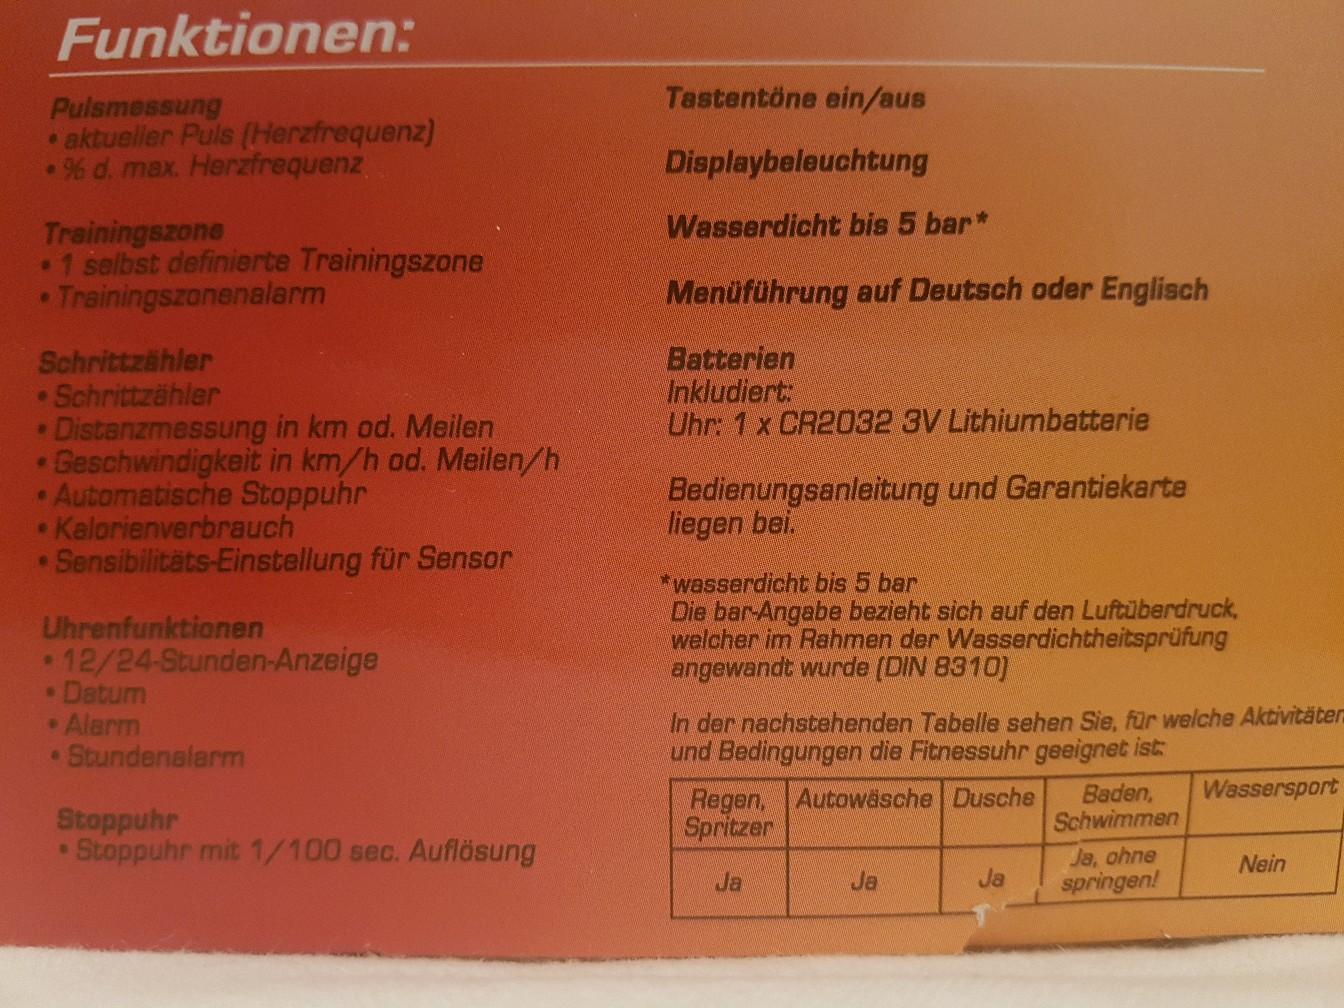 Funktionen:
Pulsmessung
• aktueller Puls (Herzfrequenz)
• % d. max. Herzfrequenz
Trainingszone
• 1 selbst definierte Trainingszone
• Trainingszonenalarm
Schrittzähler
• Schrittzähler
• Distanzmessung in km od. Meilen
• Geschwindigkeit in km/h od. Meilen/h
• Automatische Stoppuhr
• Kalorienverbrauch
• Sensibilitäts-Einstellung für Sensor
Uhrenfunktionen
• 12/24-Stunden-Anzeige
• Datum
• Alarm
• Stundenalarm
Stoppuhr
• Stoppuhr mit 1/100 sec. Auflösung
Tastentöne ein/aus
Displaybeleuchtung
Wasserdicht bis 5 bar*
Menüführung auf Deutsch oder Englisch
Batterien
Inkludiert:
Uhr: 1 x CR2032 3V Lithiumbatterie
Bedienungsanleitung und Garantiekarte
liegen bei.
*wasserdicht bis 5 bar
Die bar-Angabe bezieht sich auf den Luftüberdruck,
welcher im Rahmen der Wasserdichtheitsprüfung
angewandt wurde (DIN 8310)
In der nachstehenden Tabelle sehen Sie, für welche Aktivitäten
und Bedingungen die Fitnessuhr geeignet ist:
Regen, Spritzer Autowäsche Dusche Baden, Schwimmen Wassersport
Ja Ja Ja Ja, ohne springen! Nein